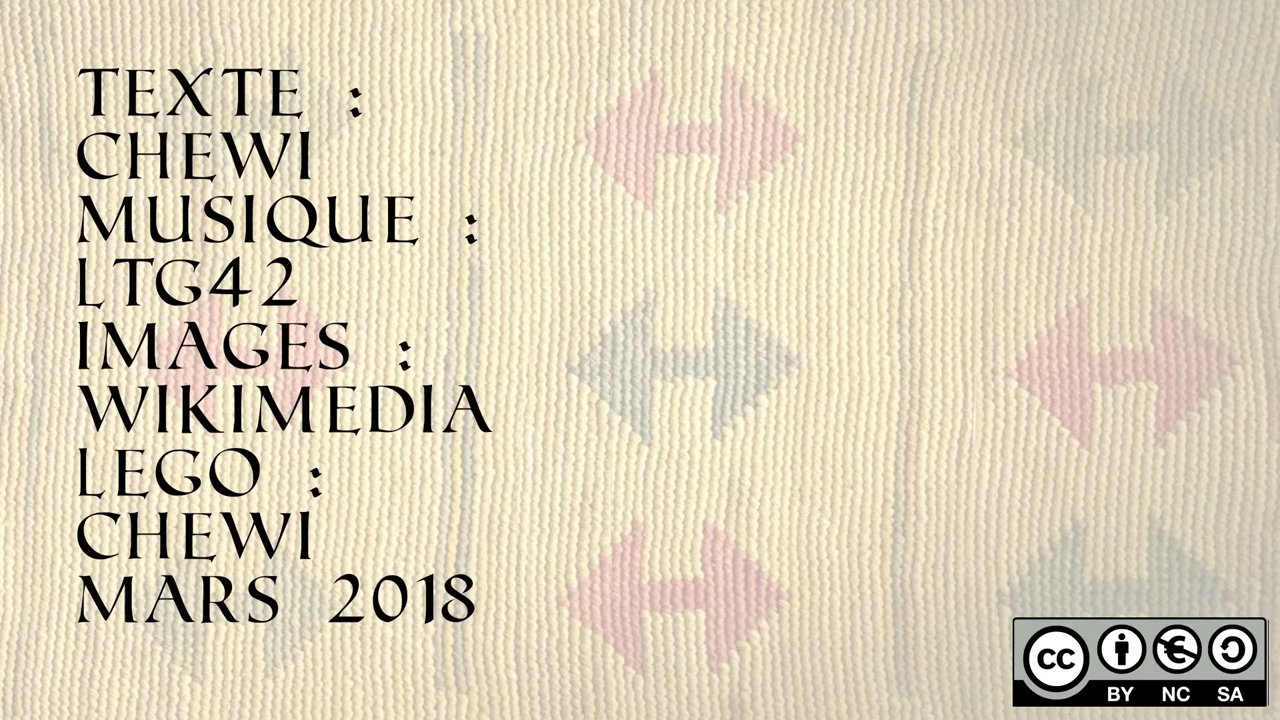 TEXTE :
CHEWI
MUSIQUE :
LTG42
IMAGES :
WIKIMEDIA
LEGO :
CHEWI
MARS 2018
CC BY NC SA